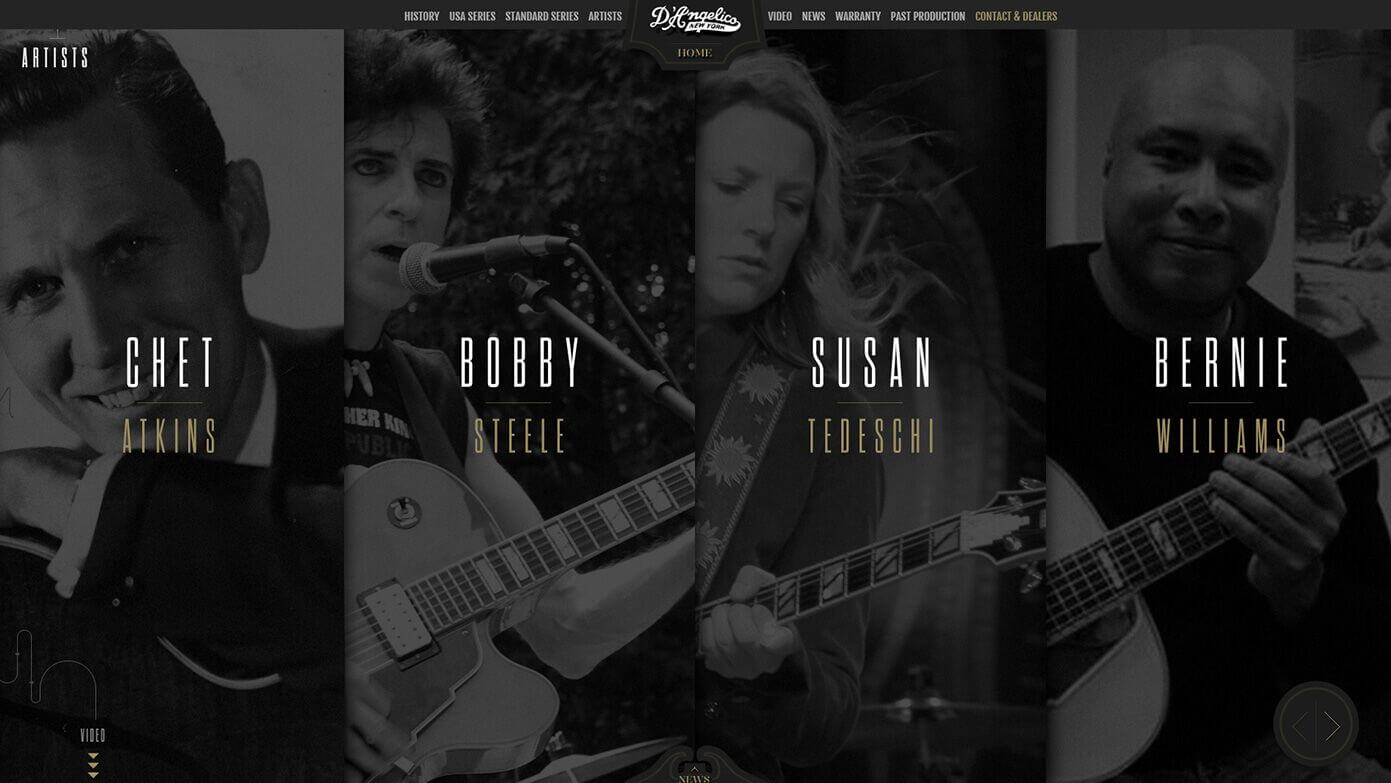 HISTORY USA SERIES STANDARD SERIES ARTISTS
D'Angelico
NEW YORK
HOME
VIDEO NEWS WARRANTY PAST PRODUCTION CONTACT & DEALERS
ARTISTS
CHET
ATKINS
BOBBY
STEELE
SUSAN
TEDESCHI
BERNIE
WILLIAMS
PUBLIC
VIDEO
NEWS